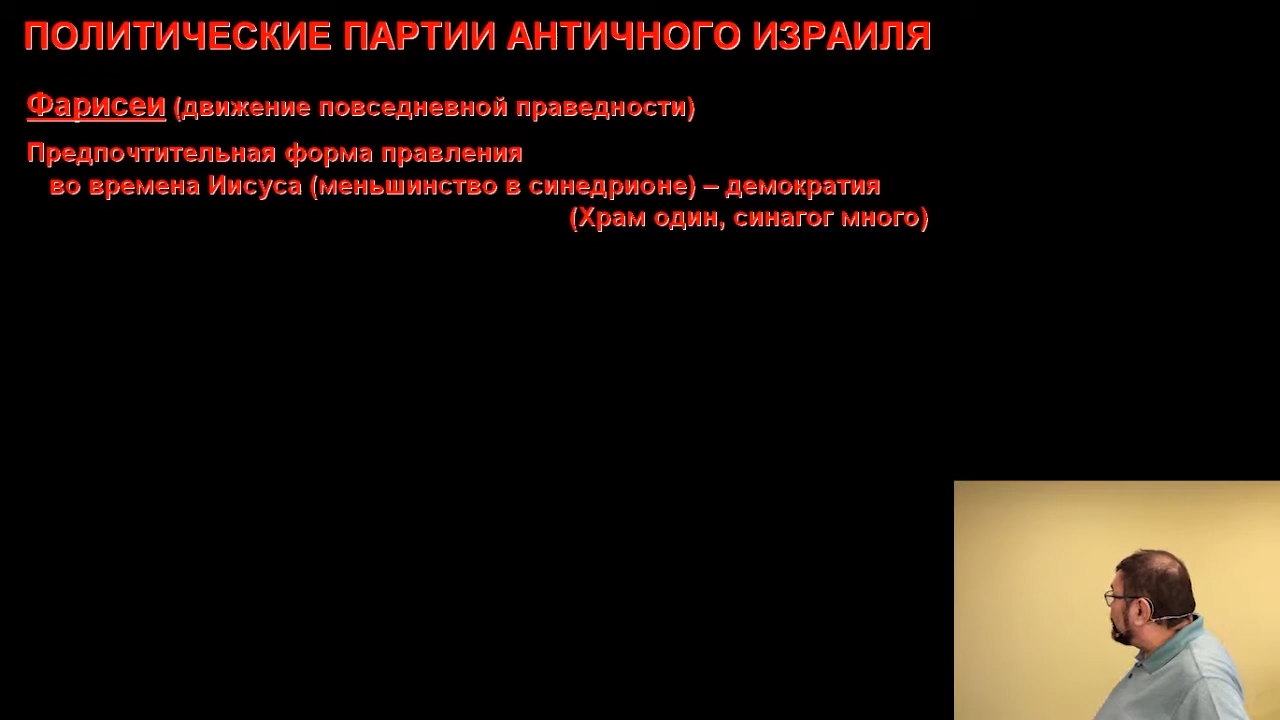 ПОЛИТИЧЕСКИЕ ПАРТИИ АНТИЧНОГО ИЗРАИЛЯ
Фарисеи (движение повседневной праведности)
Предпочтительная форма правления
во времена Иисуса (меньшинство в синедрионе) – демократия
(Храм один, синагог много)